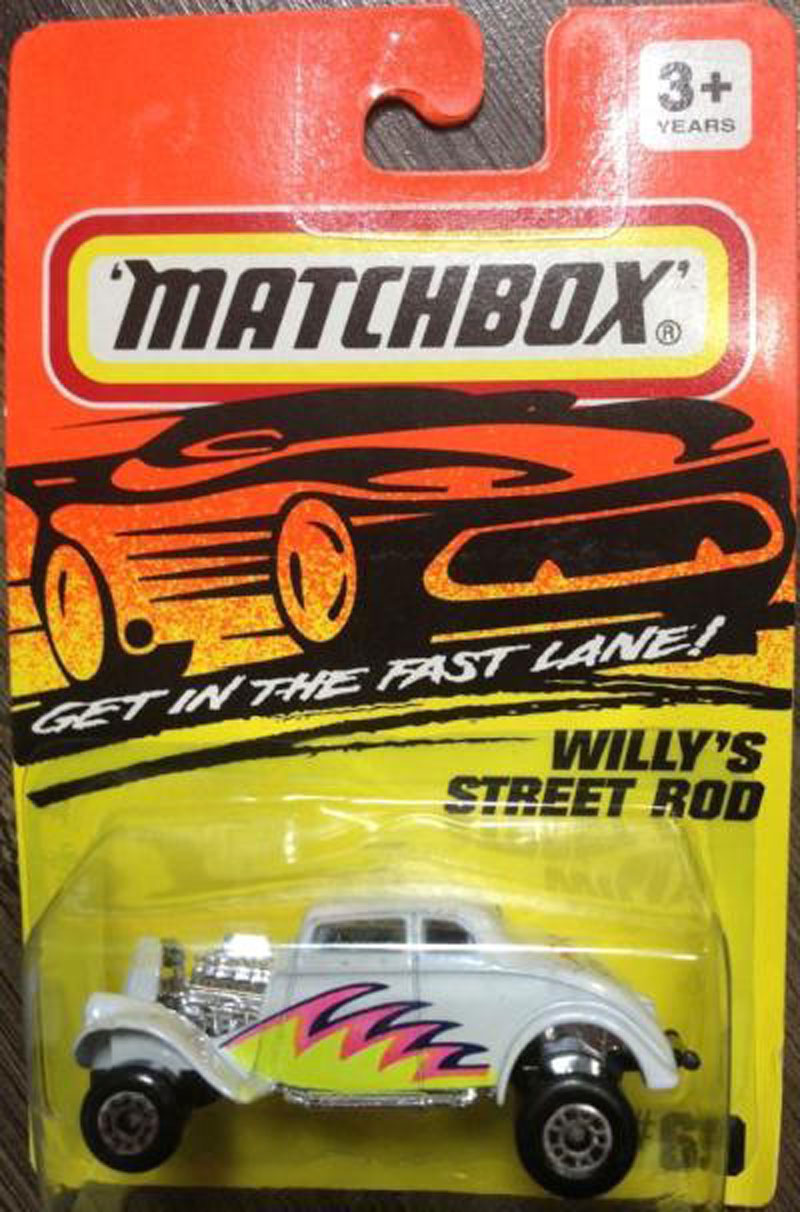 3+
YEARS
'MATCHBOX'®
GET IN THE FAST LANE!
WILLY'S
STREET ROD